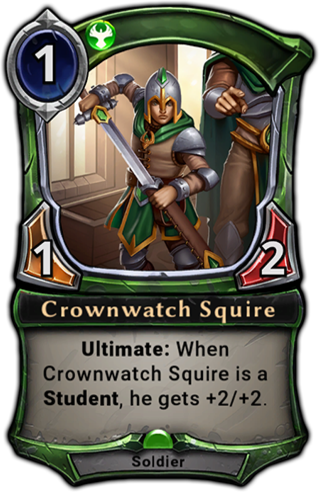 1
1
2
Crownwatch Squire
Ultimate: When
Crownwatch Squire is a
Student, he gets +2/+2.
Soldier